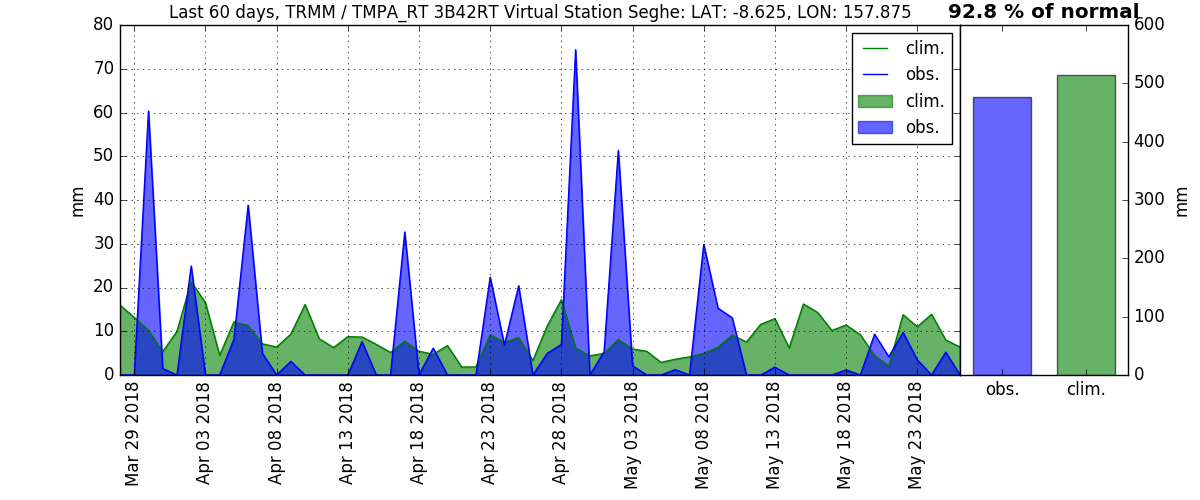 Last 60 days, TRMM / TMPA_RT 3B42RT Virtual Station Seghe: LAT: -8.625, LON: 157.875
92.8 % of normal
80
70
60
50
40
30
20
10
0
mm
clim.
obs.
clim.
obs.
600
500
400
300
200
100
0
mm
Mar 29 2018
Apr 03 2018
Apr 08 2018
Apr 13 2018
Apr 18 2018
Apr 23 2018
Apr 28 2018
May 03 2018
May 08 2018
May 13 2018
May 18 2018
May 23 2018
obs.
clim.